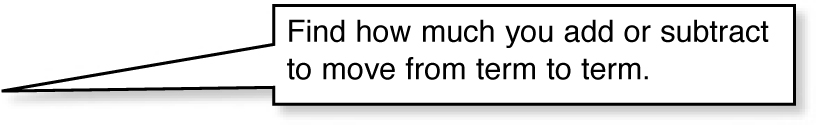 Find how much you add or subtract
to move from term to term.